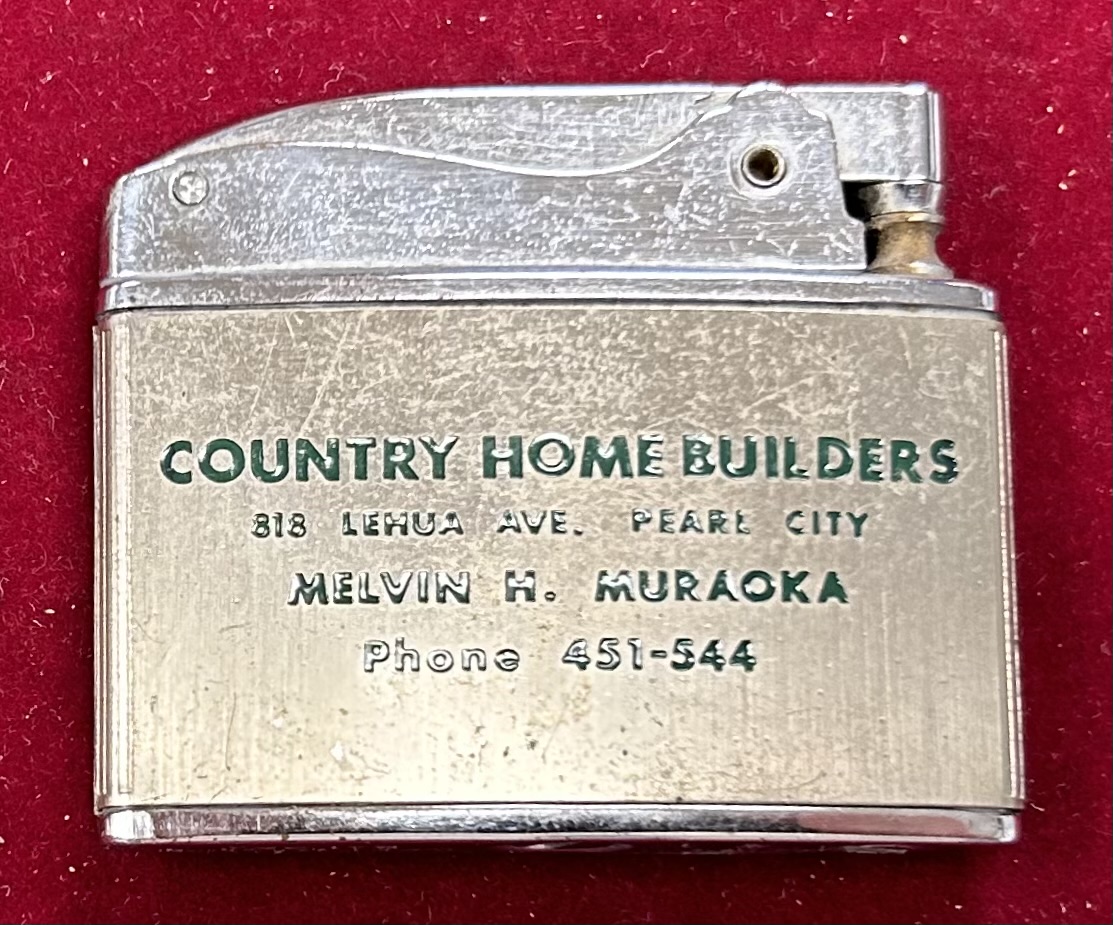 COUNTRY HOME BUILDERS
818 LEHUA AVE. PEARL CITY
MELVIN H. MURAOKA
Phone 451-544